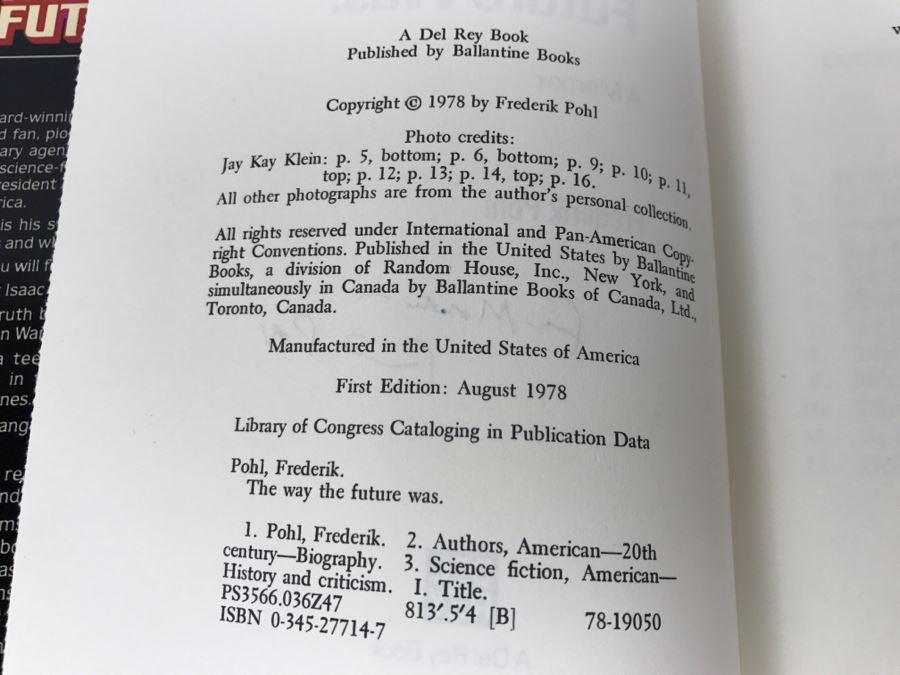 FUT
A Del Rey Book
Published by Ballantine Books
Copyright © 1978 by Frederik Pohl
Photo credits:
Jay Kay Klein: p. 5, bottom; p. 6, bottom; p. 9; p. 10; p. 11,
top; p. 12; p. 13; p. 14, top; p. 16.
All other photographs are from the author's personal collection.
All rights reserved under International and Pan-American Copy-
right Conventions. Published in the United States by Ballantine
Books, a division of Random House, Inc., New York, and
simultaneously in Canada by Ballantine Books of Canada, Ltd.,
Toronto, Canada.
Manufactured in the United States of America
First Edition: August 1978
Library of Congress Cataloging in Publication Data
Pohl, Frederik.
The way the future was.
1. Pohl, Frederik. 2. Authors, American—20th
century—Biography. 3. Science fiction, American—
History and criticism. I. Title.
PS3566.036Z47 813'.5'4 [B] 78-19050
ISBN 0-345-27714-7